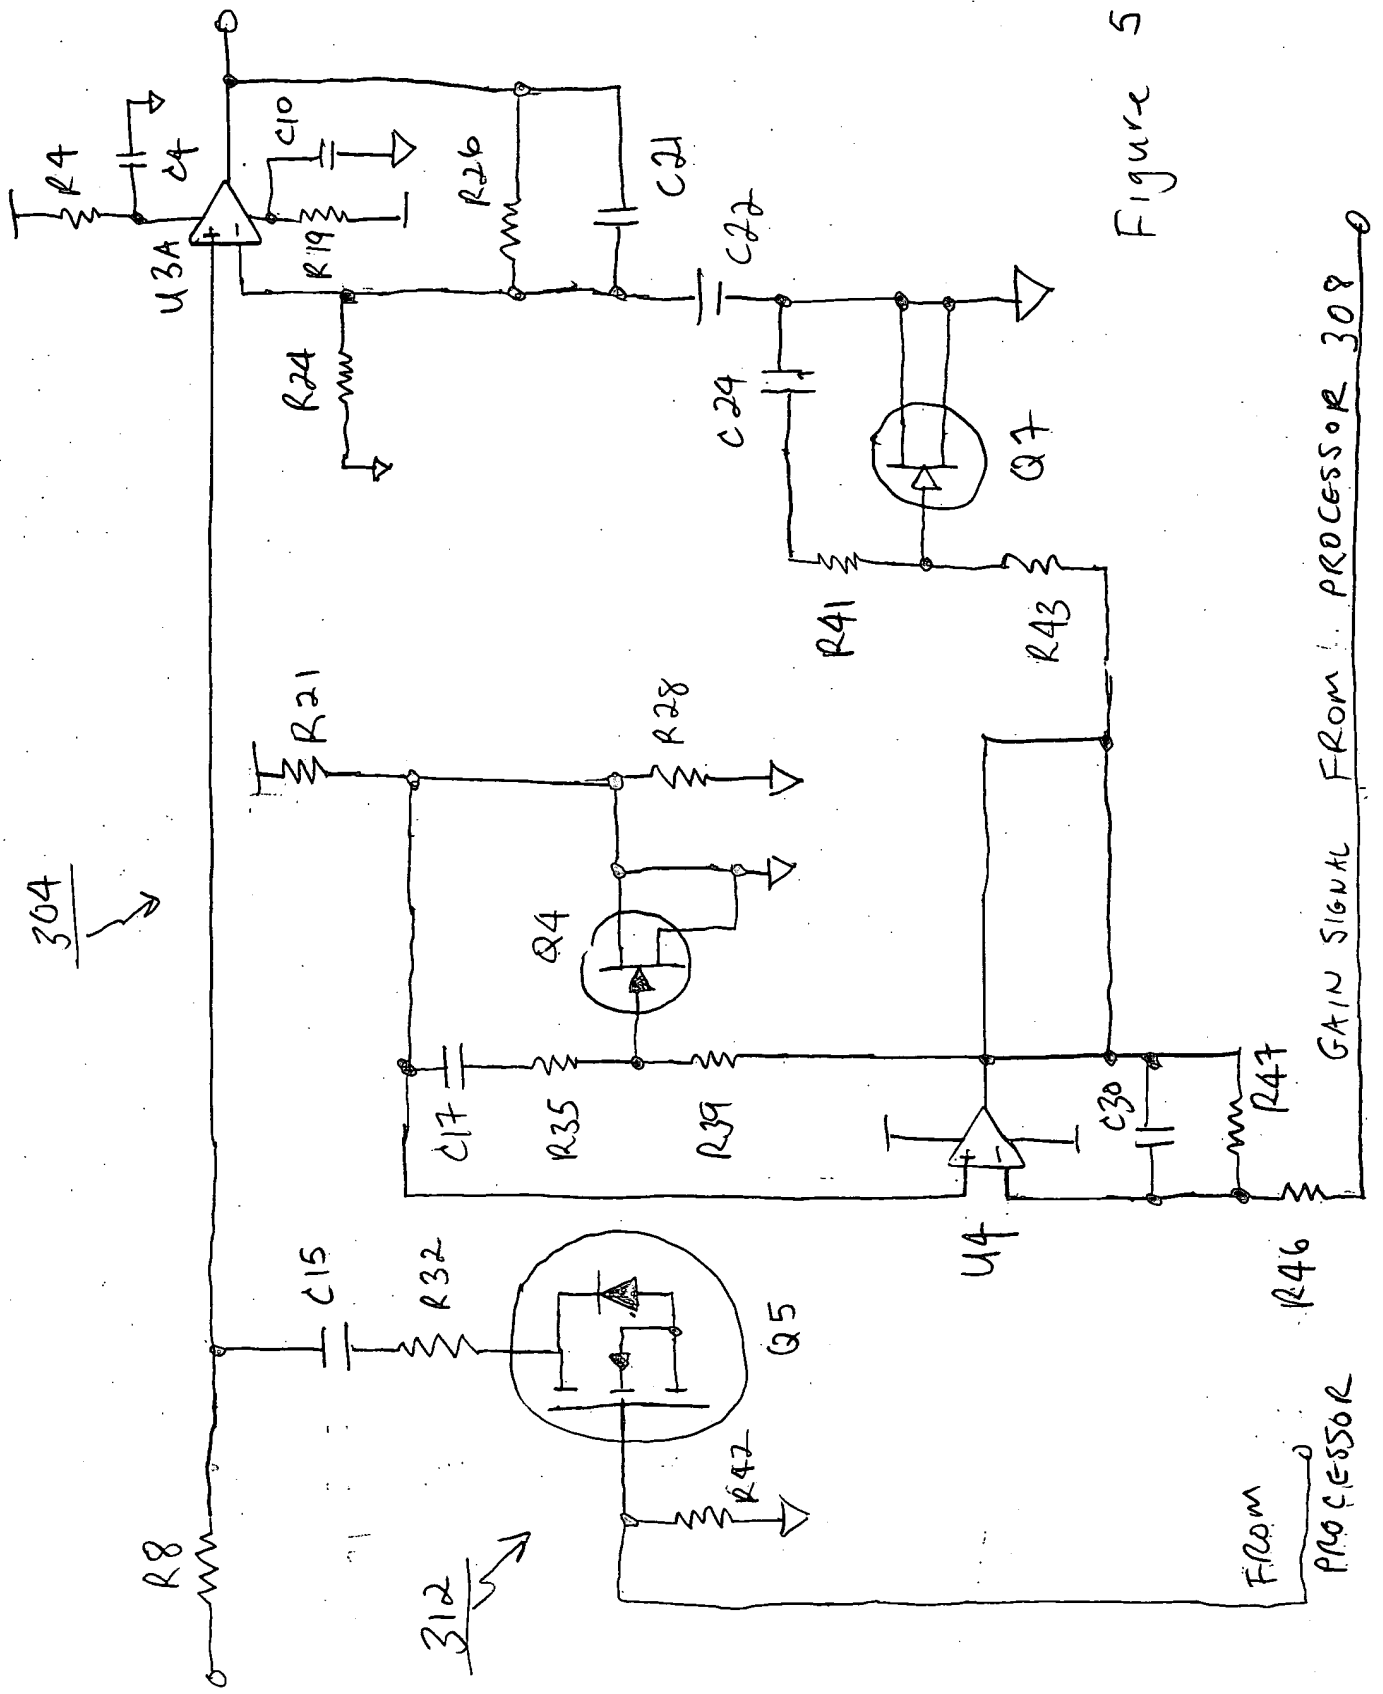 304
R4
C4
U3A
C10
R19
R24
R26
C21
C22
C24
Q7
R41
R43
Figure 5
R21
R28
Q4
C17
R35
R39
U4
C30
R47
R46
R8
C15
R32
Q5
R42
312
FROM
PROCESSOR
GAIN SIGNAL FROM PROCESSOR 308
+
-
+
-